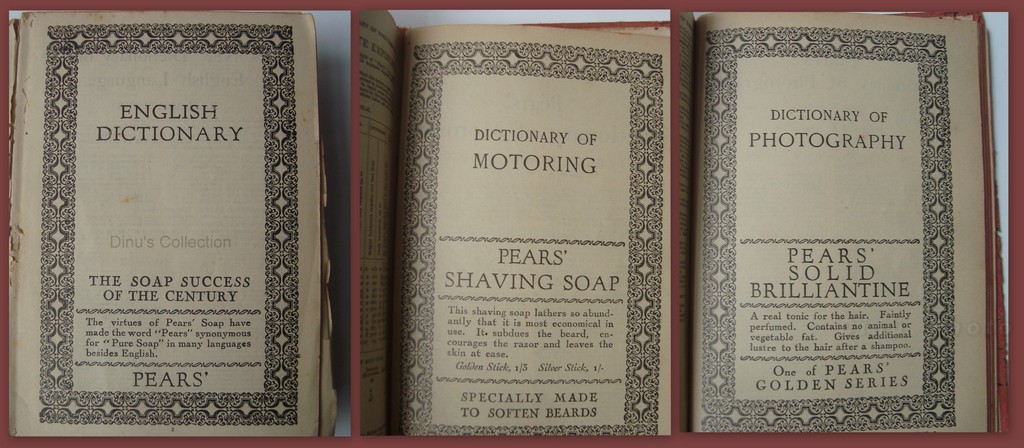 ENGLISH
DICTIONARY
Dinu's Collection
THE SOAP SUCCESS
OF THE CENTURY
The virtues of Pears' Soap have
made the word "Pears" synonymous
for "Pure Soap" in many languages
besides English.
PEARS'
DICTIONARY OF
MOTORING
PEARS'
SHAVING SOAP
This shaving soap lathers so abund-
antly that it is most economical in
use. It subdues the beard, en-
courages the razor and leaves the
skin at ease.
Golden Stick, 1/3 Silver Stick, 1/-
SPECIALLY MADE
TO SOFTEN BEARDS
DICTIONARY OF
PHOTOGRAPHY
PEARS'
SOLID
BRILLIANTINE
A real tonic for the hair. Faintly
perfumed. Contains no animal or
vegetable fat. Gives additional
lustre to the hair after a shampoo.
One of PEARS'
GOLDEN SERIES